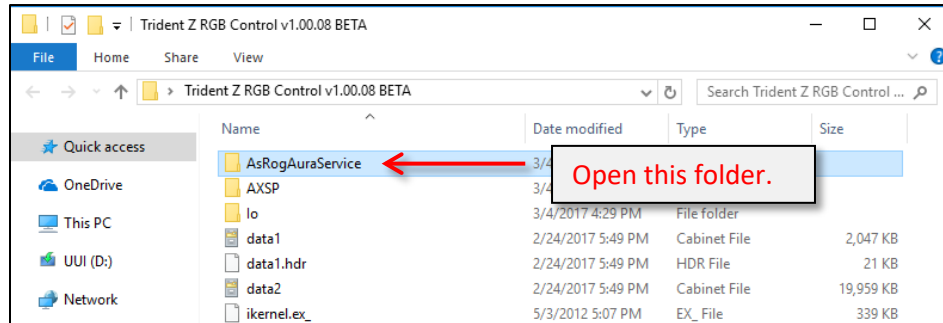 Trident Z RGB Control v1.00.08 BETA
File Home Share View
Trident Z RGB Control v1.00.08 BETA Search Trident Z RGB Control ...
Name Date modified Type Size
Quick access
OneDrive
This PC
UUI (D:)
Network
AsRogAuraService 3/4
AXSP 3/4
Io 3/4/2017 4:29 PM File folder
data1 2/24/2017 5:49 PM Cabinet File 2,047 KB
data1.hdr 2/24/2017 5:49 PM HDR File 21 KB
data2 2/24/2017 5:49 PM Cabinet File 19,959 KB
ikernel.ex_ 5/3/2012 5:07 PM EX_ File 339 KB
Open this folder.